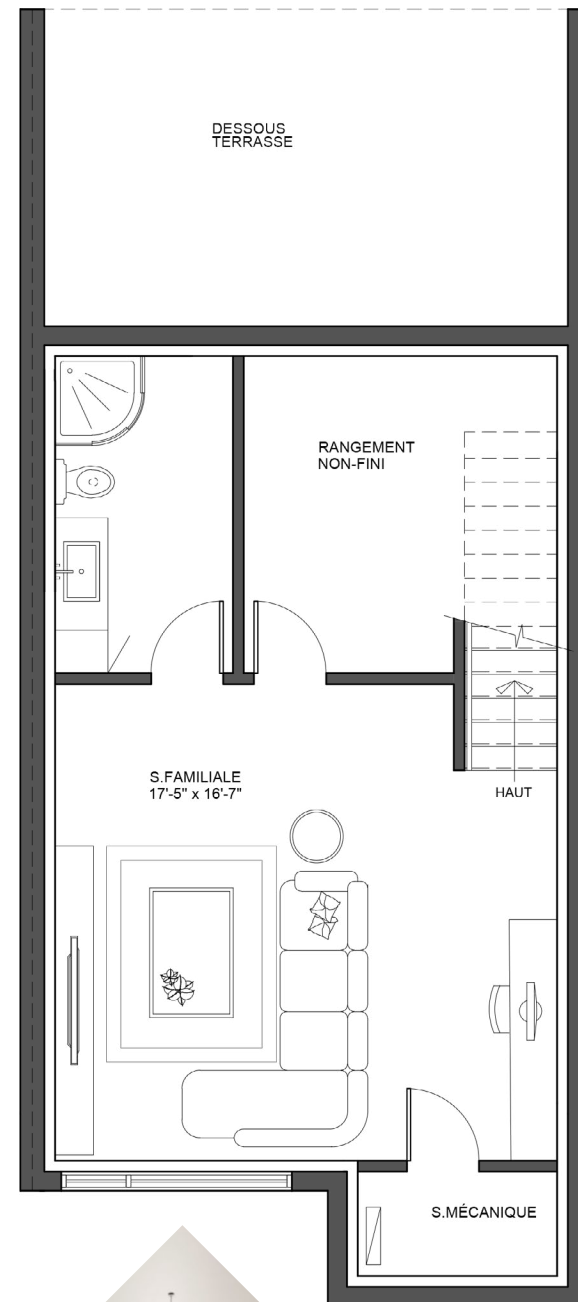 DESSOUS
TERRASSE
RANGEMENT
NON-FINI
S.FAMILIALE
17'-5" x 16'-7"
HAUT
S.MÉCANIQUE